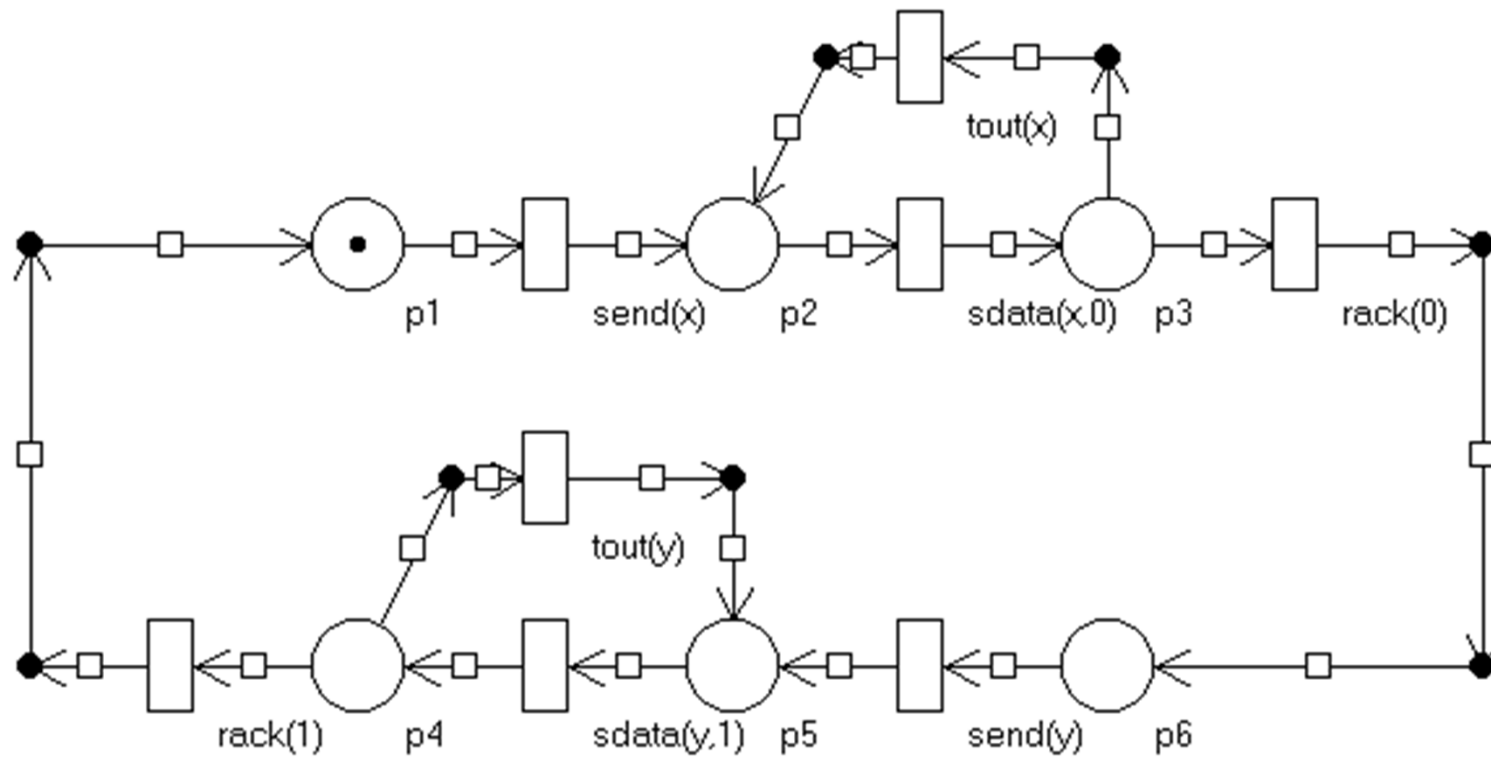 tout(x)
p1 send(x) p2 sdata(x,0) p3 rack(0)
tout(y)
rack(1) p4 sdata(y,1) p5 send(y) p6